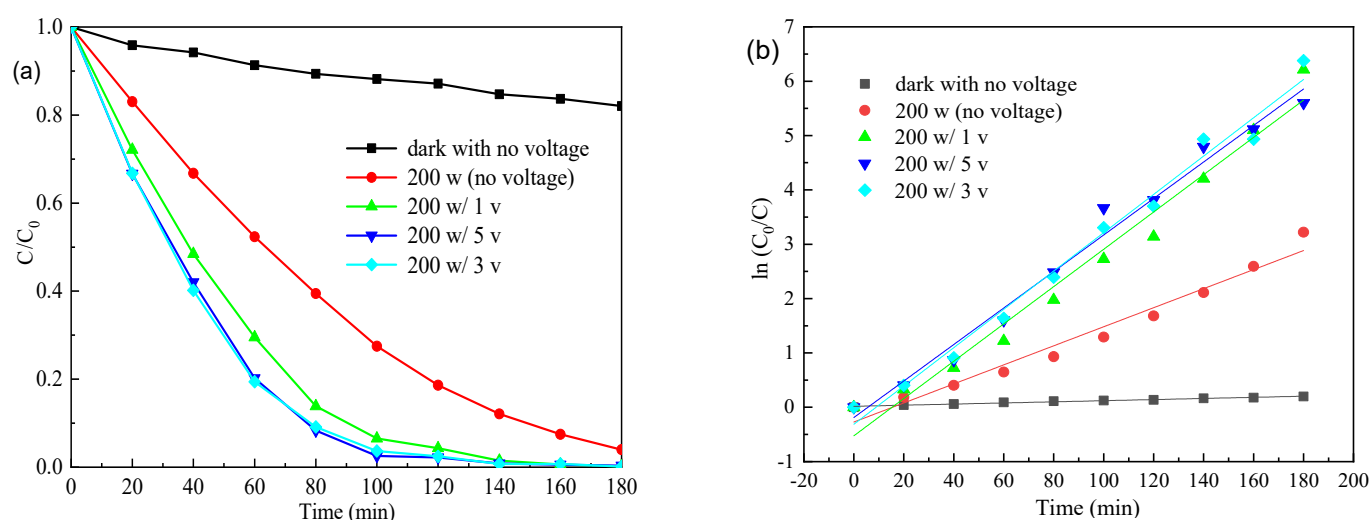 (a)
C/C₀
1.0
0.8
0.6
0.4
0.2
0.0
dark with no voltage
200 w (no voltage)
200 w/ 1 v
200 w/ 5 v
200 w/ 3 v
0 20 40 60 80 100 120 140 160 180
Time (min)
(b)
ln (C₀/C)
7
6
5
4
3
2
1
0
-1
dark with no voltage
200 w (no voltage)
200 w/ 1 v
200 w/ 5 v
200 w/ 3 v
-20 0 20 40 60 80 100 120 140 160 180 200
Time (min)